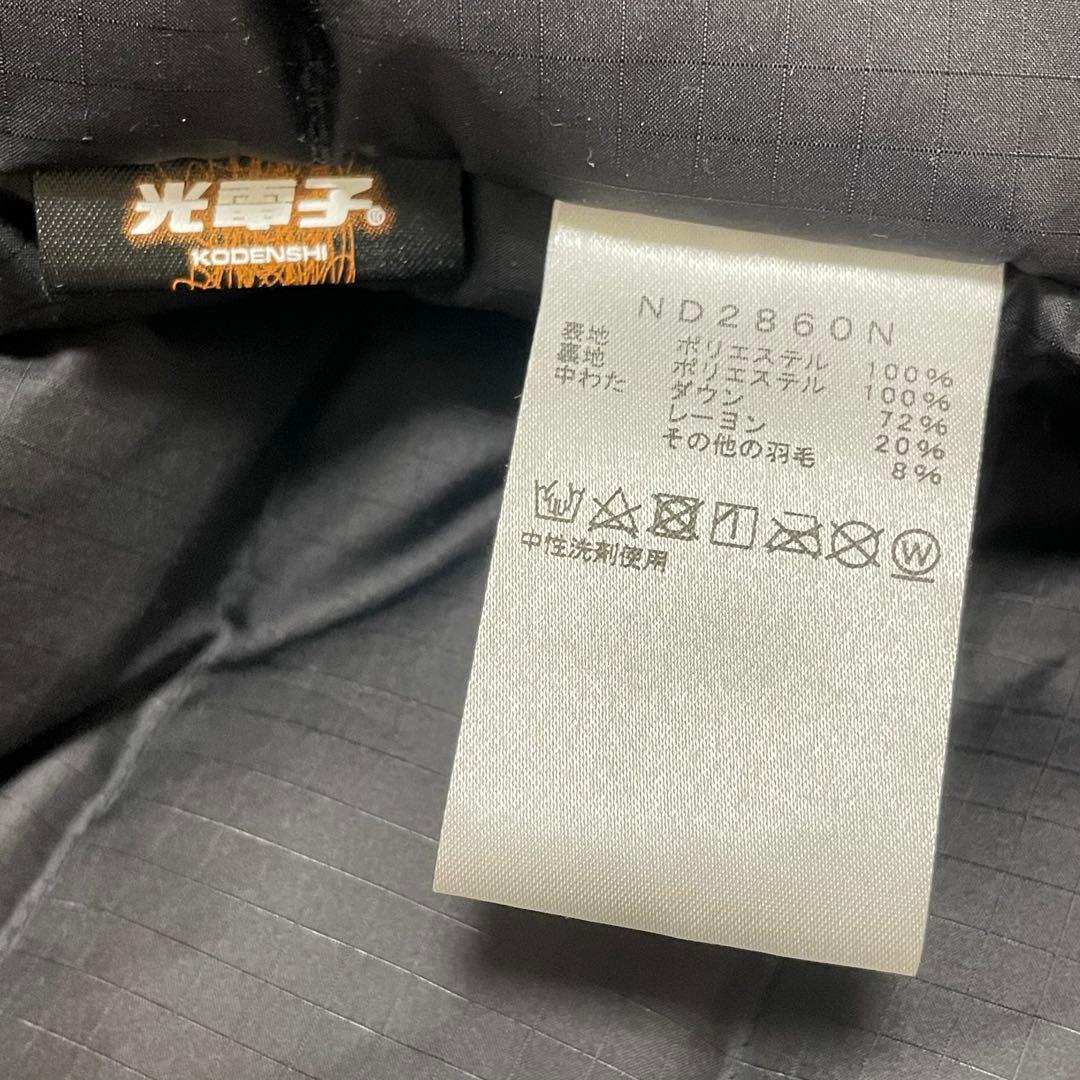 光電子®
KODENSHI
ND2860N
表地 ポリエステル 100%
裏地 ポリエステル 100%
中わた ダウン 72%
レーヨン 20%
その他の羽毛 8%
W
中性洗剤使用